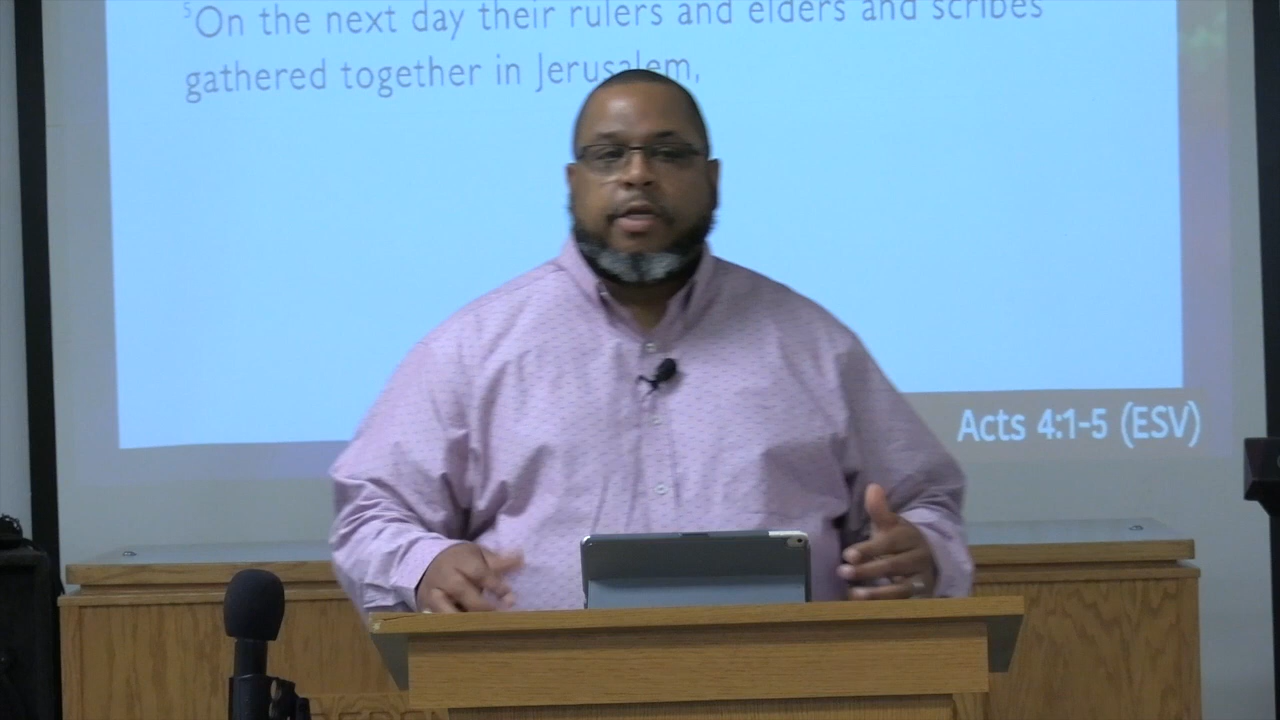 ⁵On the next day their rulers and elders and scribes
gathered together in Jerusalem,
Acts 4:1-5 (ESV)